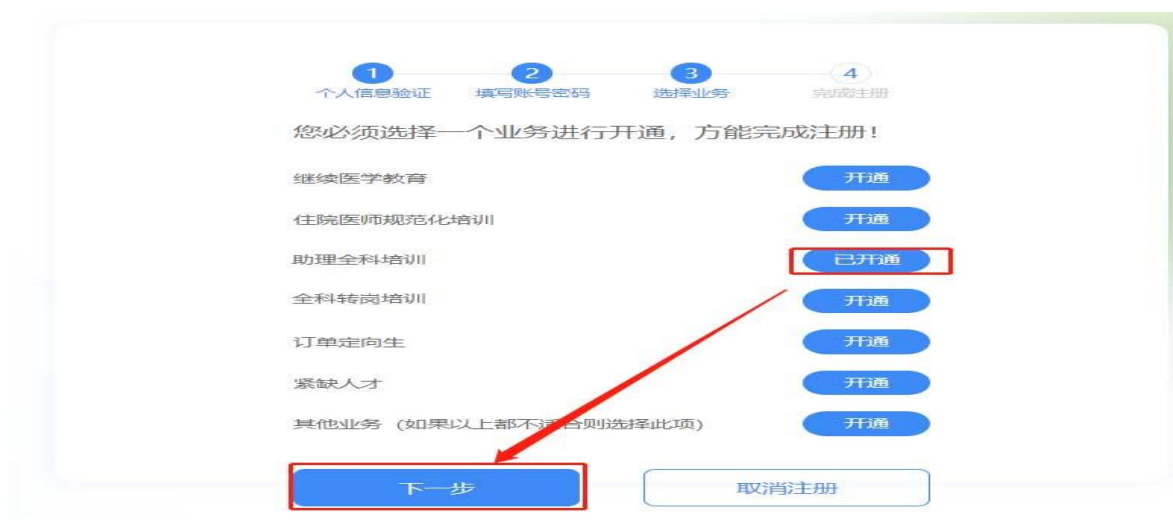 1 2 3 4
个人信息验证 填写账号密码 选择业务 完成注册
您必须选择一个业务进行开通，方能完成注册！
继续医学教育 开通
住院医师规范化培训 开通
助理全科培训 已开通
全科转岗培训 开通
订单定向生 开通
紧缺人才 开通
其他业务（如果以上都不适合则选择此项） 开通
下一步 取消注册